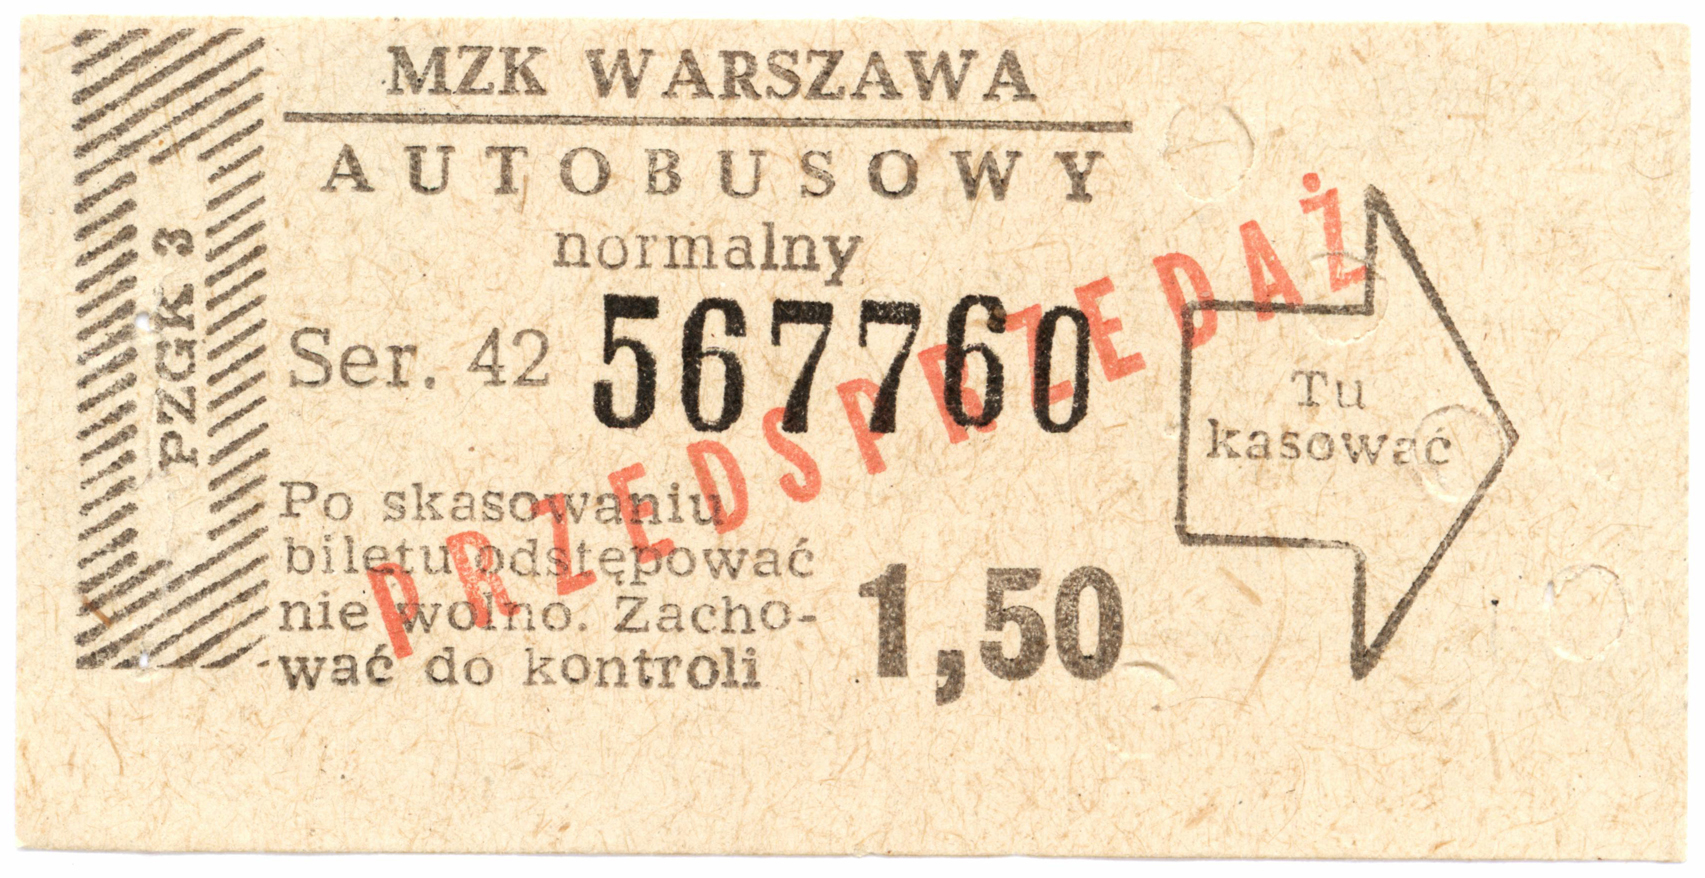 MZK WARSZAWA
AUTOBUSOWY
normalny
Ser. 42 567760
PRZEDSPRZEDAŻ
Po skasowaniu
biletu odstępować
nie wolno. Zacho-
wać do kontroli
1,50
Tu
kasować
PZGK 3